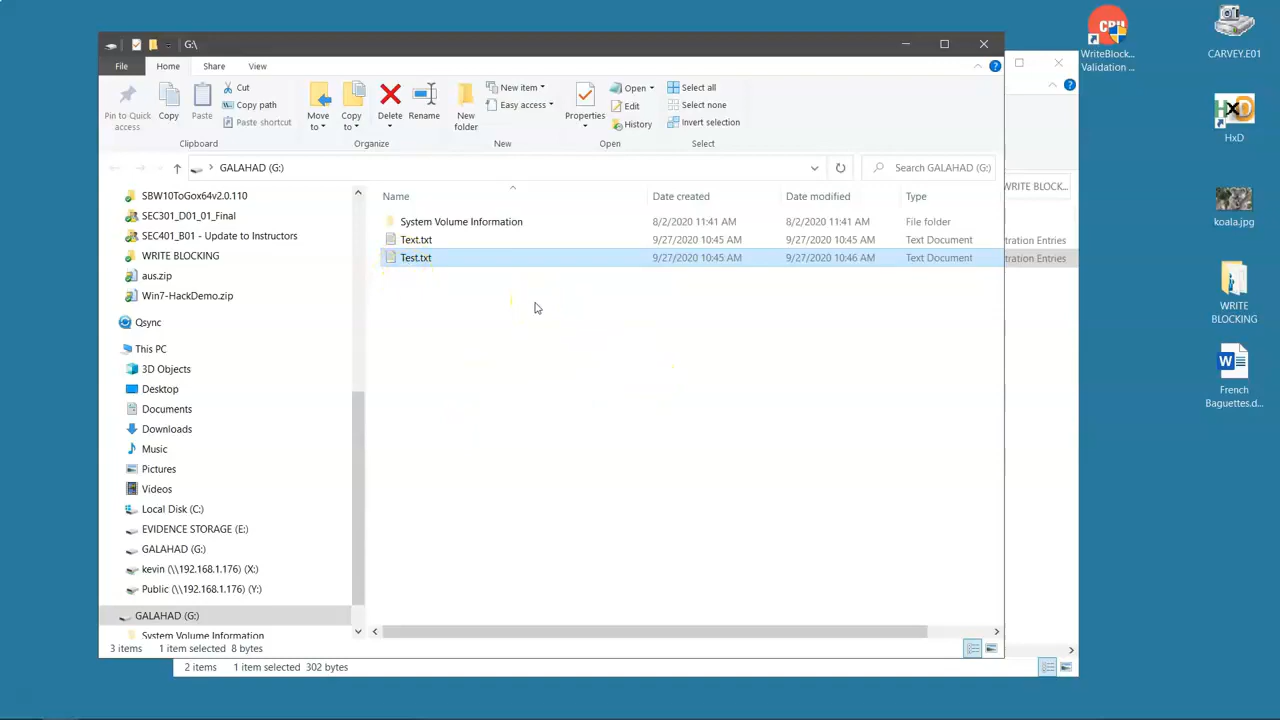 G:\
File Home Share View
Pin to Quick access
Copy
Paste
Cut
Copy path
Paste shortcut
Clipboard
Move to
Copy to
Delete
Rename
Organize
New folder
New item
Easy access
New
Properties
Open
Edit
History
Open
Select all
Select none
Invert selection
Select
GALAHAD (G:)
Search GALAHAD (G:)
SBW10ToGox64v2.0.110
SEC301_D01_01_Final
SEC401_B01 - Update to Instructors
WRITE BLOCKING
aus.zip
Win7-HackDemo.zip
Qsync
This PC
3D Objects
Desktop
Documents
Downloads
Music
Pictures
Videos
Local Disk (C:)
EVIDENCE STORAGE (E:)
GALAHAD (G:)
kevin (\\192.168.1.176) (X:)
Public (\\192.168.1.176) (Y:)
GALAHAD (G:)
System Volume Information
Name Date created Date modified Type
System Volume Information 8/2/2020 11:41 AM 8/2/2020 11:41 AM File folder
Text.txt 9/27/2020 10:45 AM 9/27/2020 10:45 AM Text Document
Test.txt 9/27/2020 10:45 AM 9/27/2020 10:46 AM Text Document
3 items 1 item selected 8 bytes
WRITE BLOCK...
tration Entries
tration Entries
2 items 1 item selected 302 bytes
CRU
WriteBlock...
Validation ...
CARVEY.E01
HxD
HxD
koala.jpg
WRITE
BLOCKING
W
French
Baguettes.d...